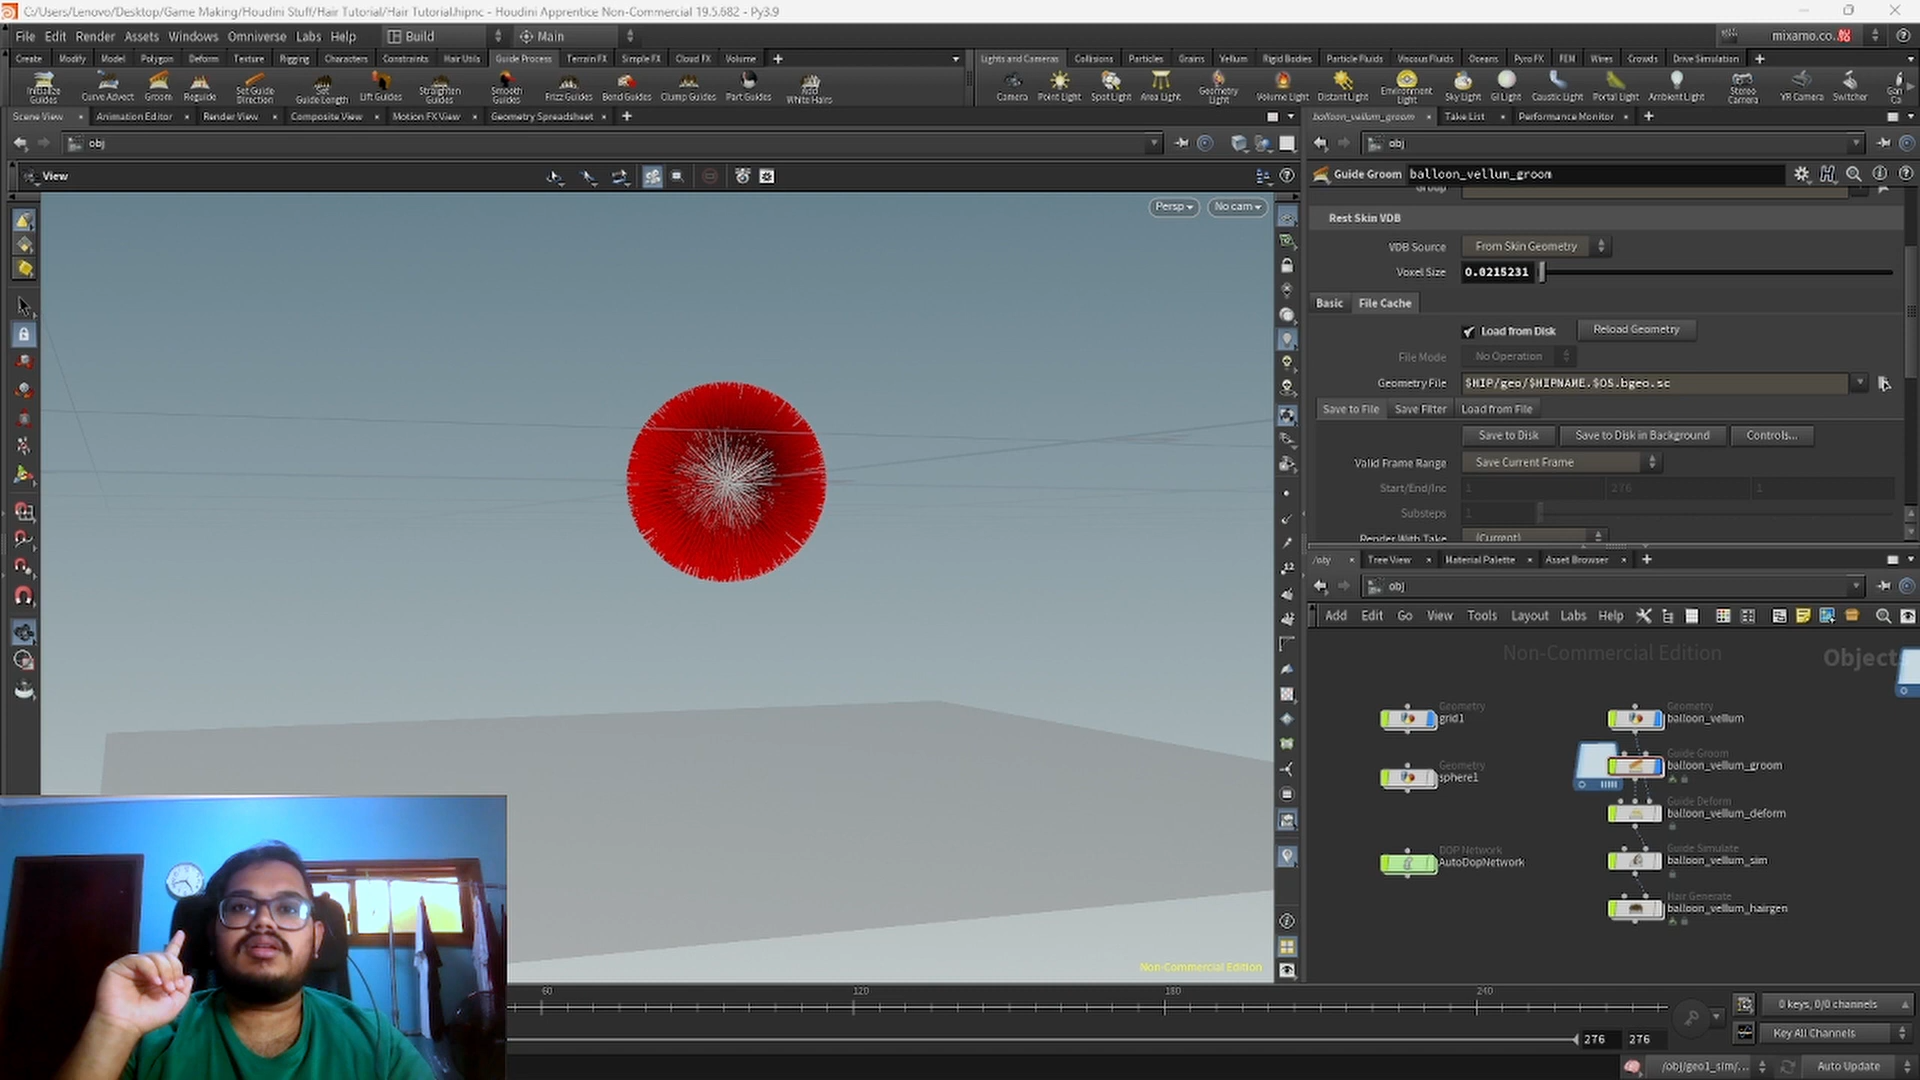 C:/Users/Lenovo/Desktop/Game Making/Houdini Stuff/Hair Tutorial/Hair Tutorial.hipnc - Houdini Apprentice Non-Commercial 19.5.682 - Py3.9
File Edit Render Assets Windows Omniverse Labs Help Build Main mixamo.co..
Create Modify Model Polygon Deform Texture Rigging Characters Constraints Hair Utils Guide Process Terrain FX Simple FX Cloud FX Volume
Lights and Cameras Collisions Particles Grains Vellum Rigid Bodies Particle Fluids Viscous Fluids Oceans Pyro FX FEM Wires Crowds Drive Simulation
Initialize Guides Curve Advect Groom Reguide Set Guide Direction Set Guide Length Lift Guides Straighten Guides Smooth Guides Frizz Guides Bend Guides Clump Guides Part Guides Add White Hairs
Camera Point Light Spot Light Area Light Geometry Light Volume Light Distant Light Environment Light Sky Light GI Light Caustic Light Portal Light Ambient Light Stereo Camera VR Camera Switcher
Scene View Animation Editor Render View Composite View Motion FX View Geometry Spreadsheet
balloon_vellum_groom Take List Performance Monitor
obj
obj
View
Guide Groom balloon_vellum_groom
Persp No cam
Group
Rest Skin VDB
VDB Source From Skin Geometry
Voxel Size 0.0215231
Basic File Cache
Load from Disk Reload Geometry
File Mode No Operation
Geometry File $HIP/geo/$HIPNAME.$OS.bgeo.sc
Save to File Save Filter Load from File
Save to Disk Save to Disk in Background Controls...
Valid Frame Range Save Current Frame
Start/End/Inc 1 276 1
Substeps 1
Render With Take (Current)
/obj Tree View Material Palette Asset Browser
obj
Add Edit Go View Tools Layout Labs Help
Non-Commercial Edition Objects
Geometry
grid1
Geometry
balloon_vellum
Guide Groom
balloon_vellum_groom
Geometry
sphere1
Guide Deform
balloon_vellum_deform
DOP Network
AutoDopNetwork
Guide Simulate
balloon_vellum_sim
Hair Generate
balloon_vellum_hairgen
Non-Commercial Edition
60 120 180 240
0 keys, 0/0 channels
276 276 Key All Channels
/obj/geo1_sim/... Auto Update